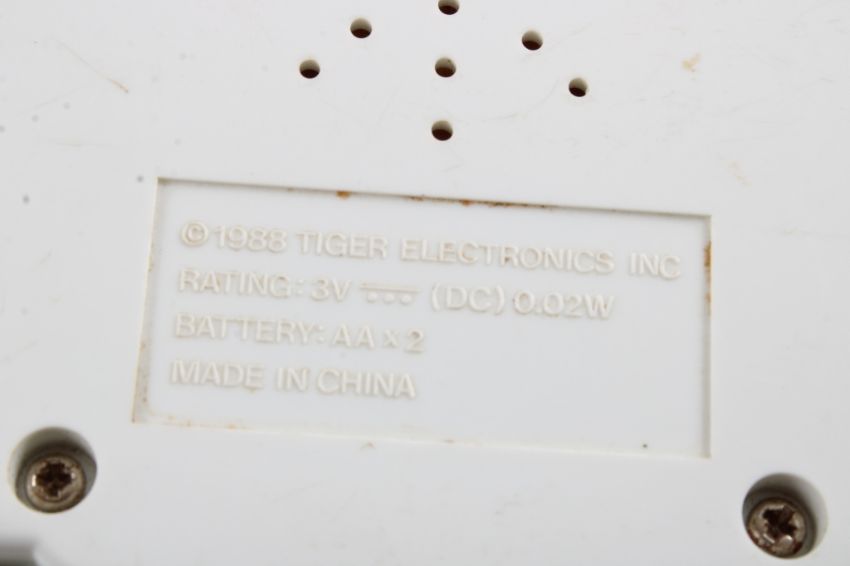 ©1988 TIGER ELECTRONICS INC
RATING: 3V ⎓ (DC) 0.02W
BATTERY: AA x 2
MADE IN CHINA